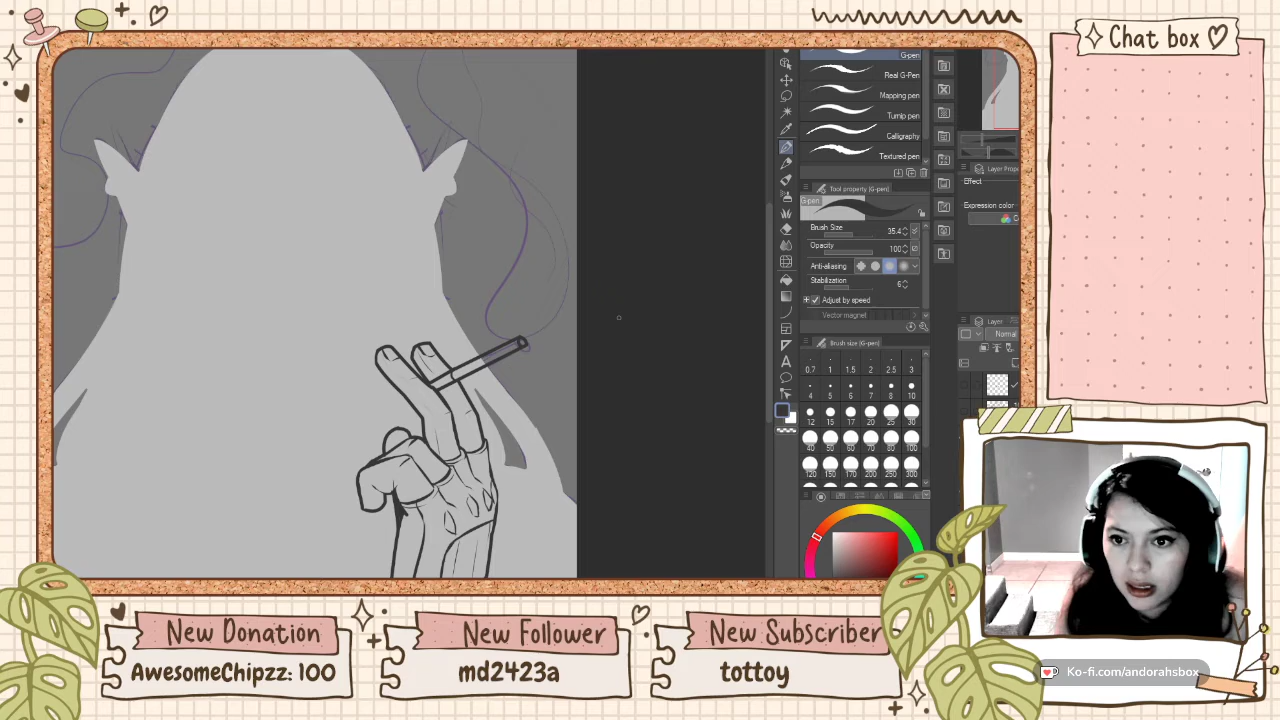 Chat box
G-pen
Real G-Pen
Mapping pen
Turnip pen
Calligraphy
Textured pen
Tool property (G-pen)
G-pen
Brush Size 35.4
Opacity 100
Anti-aliasing
Stabilization 6
Adjust by speed
Vector magnet
Brush size (G-pen)
0.7 1 1.5 2 2.5 3
4 5 6 7 8 10
12 15 17 20 25 30
40 50 60 70 80 100
120 150 170 200 250 300
Layer Prop
Effect
Expression color
C
Layer
Normal
New Donation
AwesomeChipzz: 100
New Follower
md2423a
New Subscriber
tottoy
Ko-fi.com/andorahsbox